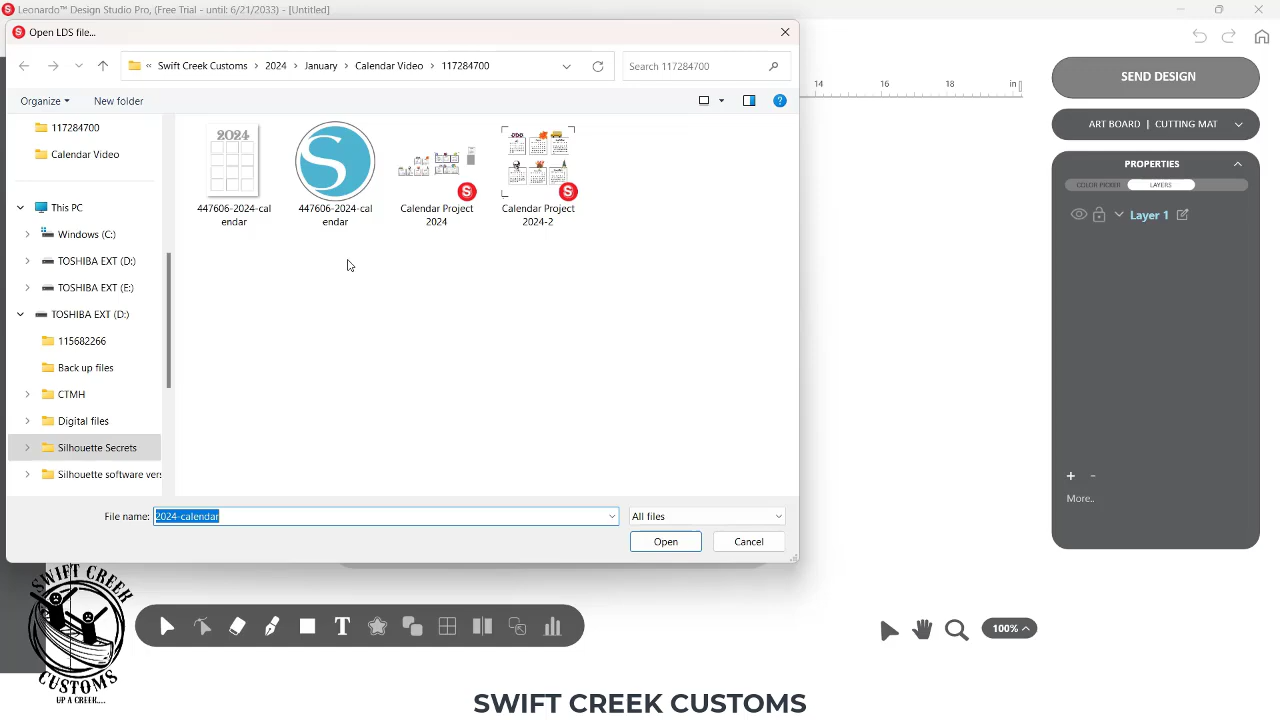 Leonardo™ Design Studio Pro, (Free Trial - until: 6/21/2033) - [Untitled]
Open LDS file...
« Swift Creek Customs > 2024 > January > Calendar Video > 117284700
Search 117284700
Organize
New folder
117284700
Calendar Video
This PC
Windows (C:)
TOSHIBA EXT (D:)
TOSHIBA EXT (E:)
TOSHIBA EXT (D:)
115682266
Back up files
CTMH
Digital files
Silhouette Secrets
Silhouette software vers
2024
447606-2024-cal
endar
447606-2024-cal
endar
Calendar Project
2024
Calendar Project
2024-2
File name:
2024-calendar
All files
Open
Cancel
14
16
18
in
SEND DESIGN
ART BOARD | CUTTING MAT
PROPERTIES
COLOR PICKER
LAYERS
Layer 1
+ -
More..
100%
SWIFT CREEK
CUSTOMS
UP A CREEK....
SWIFT CREEK CUSTOMS